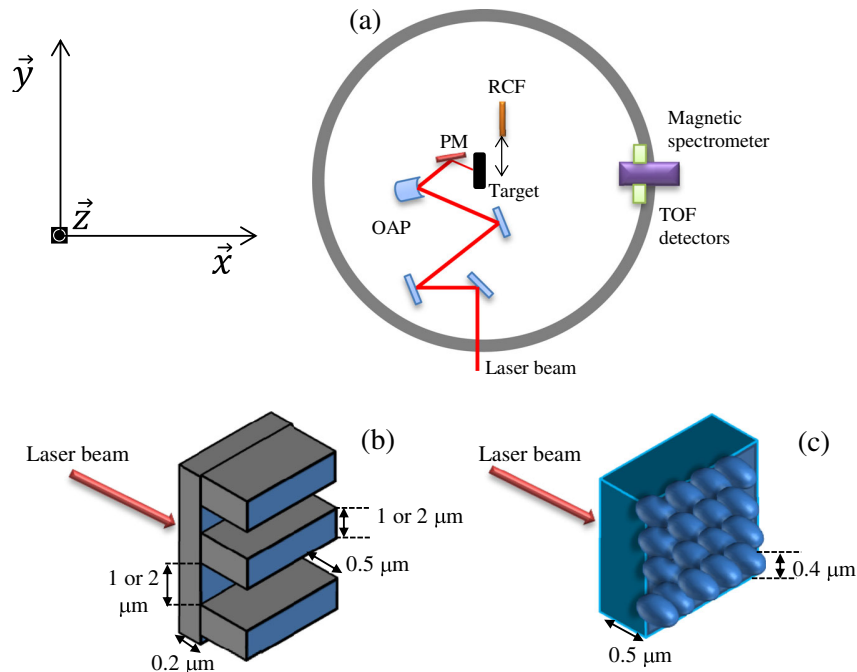 (a)
y
z
x
RCF
PM
Magnetic
spectrometer
Target
OAP
TOF
detectors
Laser beam
(b)
(c)
Laser beam
Laser beam
1 or 2 μm
0.5 μm
1 or 2
μm
0.4 μm
0.2 μm
0.5 μm